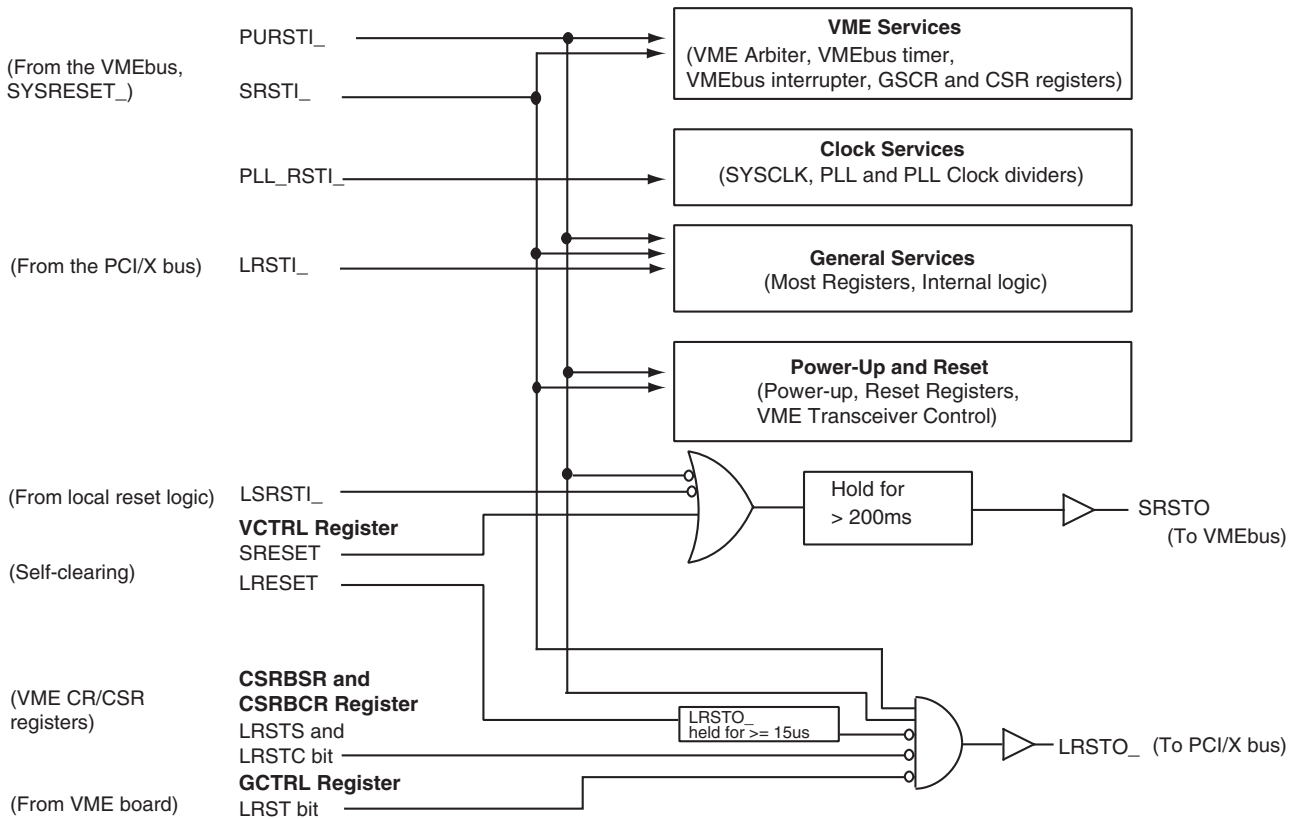 PURSTI_
(From the VMEbus,
SYSRESET_)
SRSTI_
VME Services
(VME Arbiter, VMEbus timer,
VMEbus interrupter, GSCR and CSR registers)
PLL_RSTI_
Clock Services
(SYSCLK, PLL and PLL Clock dividers)
(From the PCI/X bus)
LRSTI_
General Services
(Most Registers, Internal logic)
Power-Up and Reset
(Power-up, Reset Registers,
VME Transceiver Control)
(From local reset logic)
LSRSTI_
Hold for
> 200ms
SRSTO
(To VMEbus)
VCTRL Register
SRESET
(Self-clearing)
LRESET
CSRBSR and
CSRBCR Register
(VME CR/CSR
registers)
LRSTS and
LRSTC bit
LRSTO_
held for >= 15us
LRSTO_ (To PCI/X bus)
GCTRL Register
(From VME board)
LRST bit